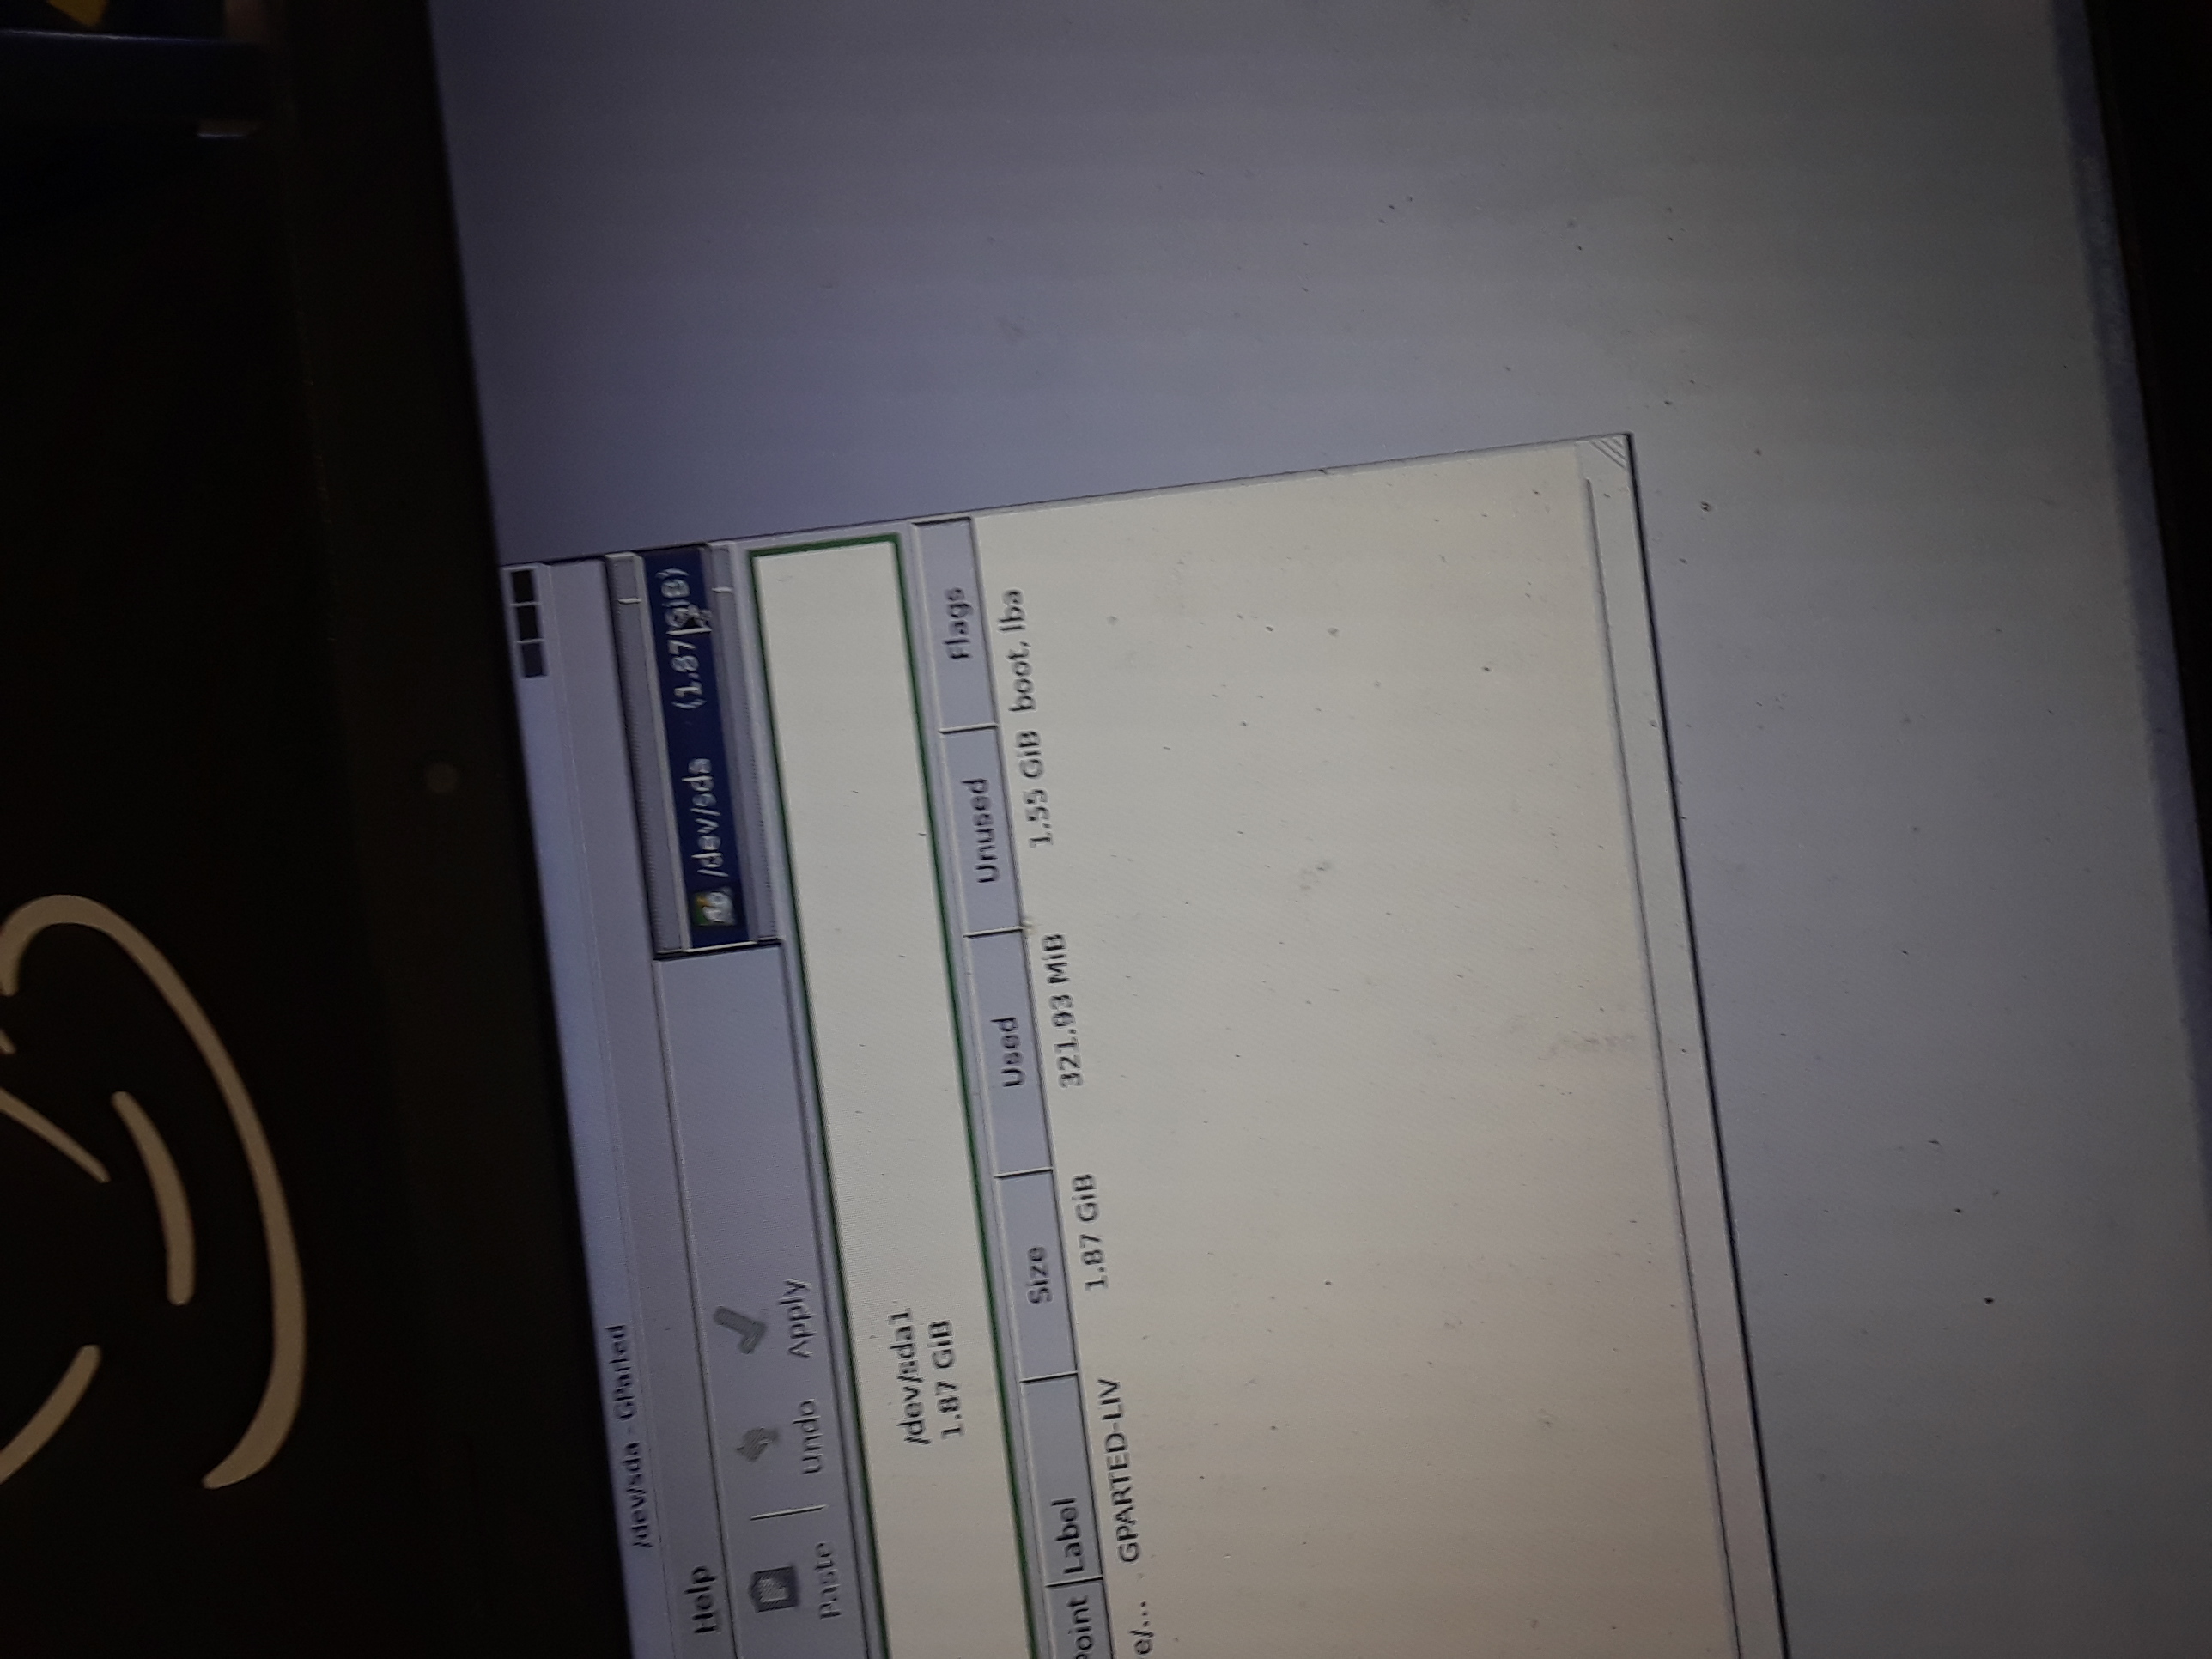 /dev/sda - GParted
Help
/dev/sda (1.87 GiB)
Paste Undo Apply
/dev/sda1
1.87 GiB
Point Label Size Used Unused Flags
e/... GPARTED-LIV 1.87 GiB 321.93 MiB 1.55 GiB boot, lba